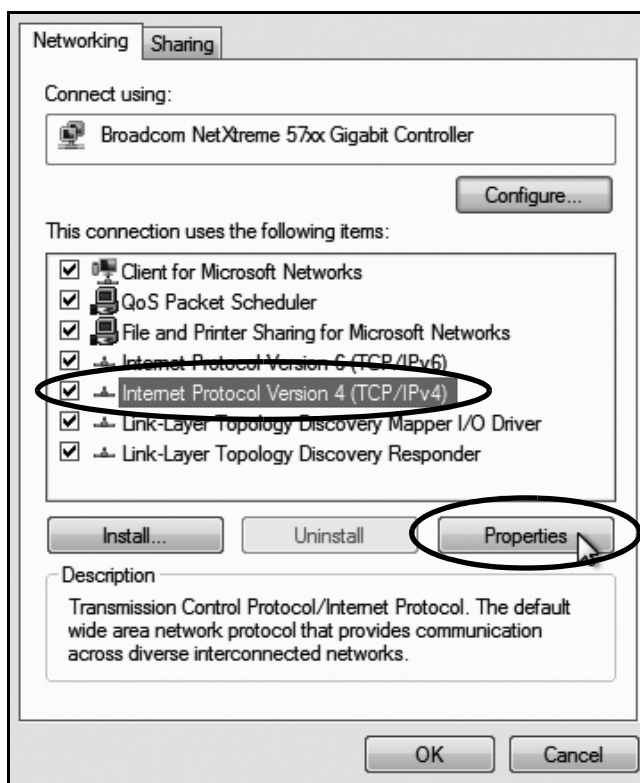 Networking Sharing
Connect using:
Broadcom NetXtreme 57xx Gigabit Controller
Configure...
This connection uses the following items:
Client for Microsoft Networks
QoS Packet Scheduler
File and Printer Sharing for Microsoft Networks
Internet Protocol Version 6 (TCP/IPv6)
Internet Protocol Version 4 (TCP/IPv4)
Link-Layer Topology Discovery Mapper I/O Driver
Link-Layer Topology Discovery Responder
Install... Uninstall Properties
Description
Transmission Control Protocol/Internet Protocol. The default
wide area network protocol that provides communication
across diverse interconnected networks.
OK Cancel